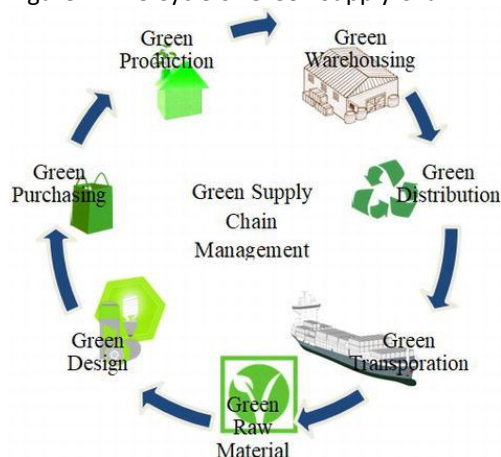 Green
Production
Green
Warehousing
Green
Purchasing
Green
Distribution
Green Supply
Chain
Management
Green
Design
Green
Transporation
Green
Raw
Material